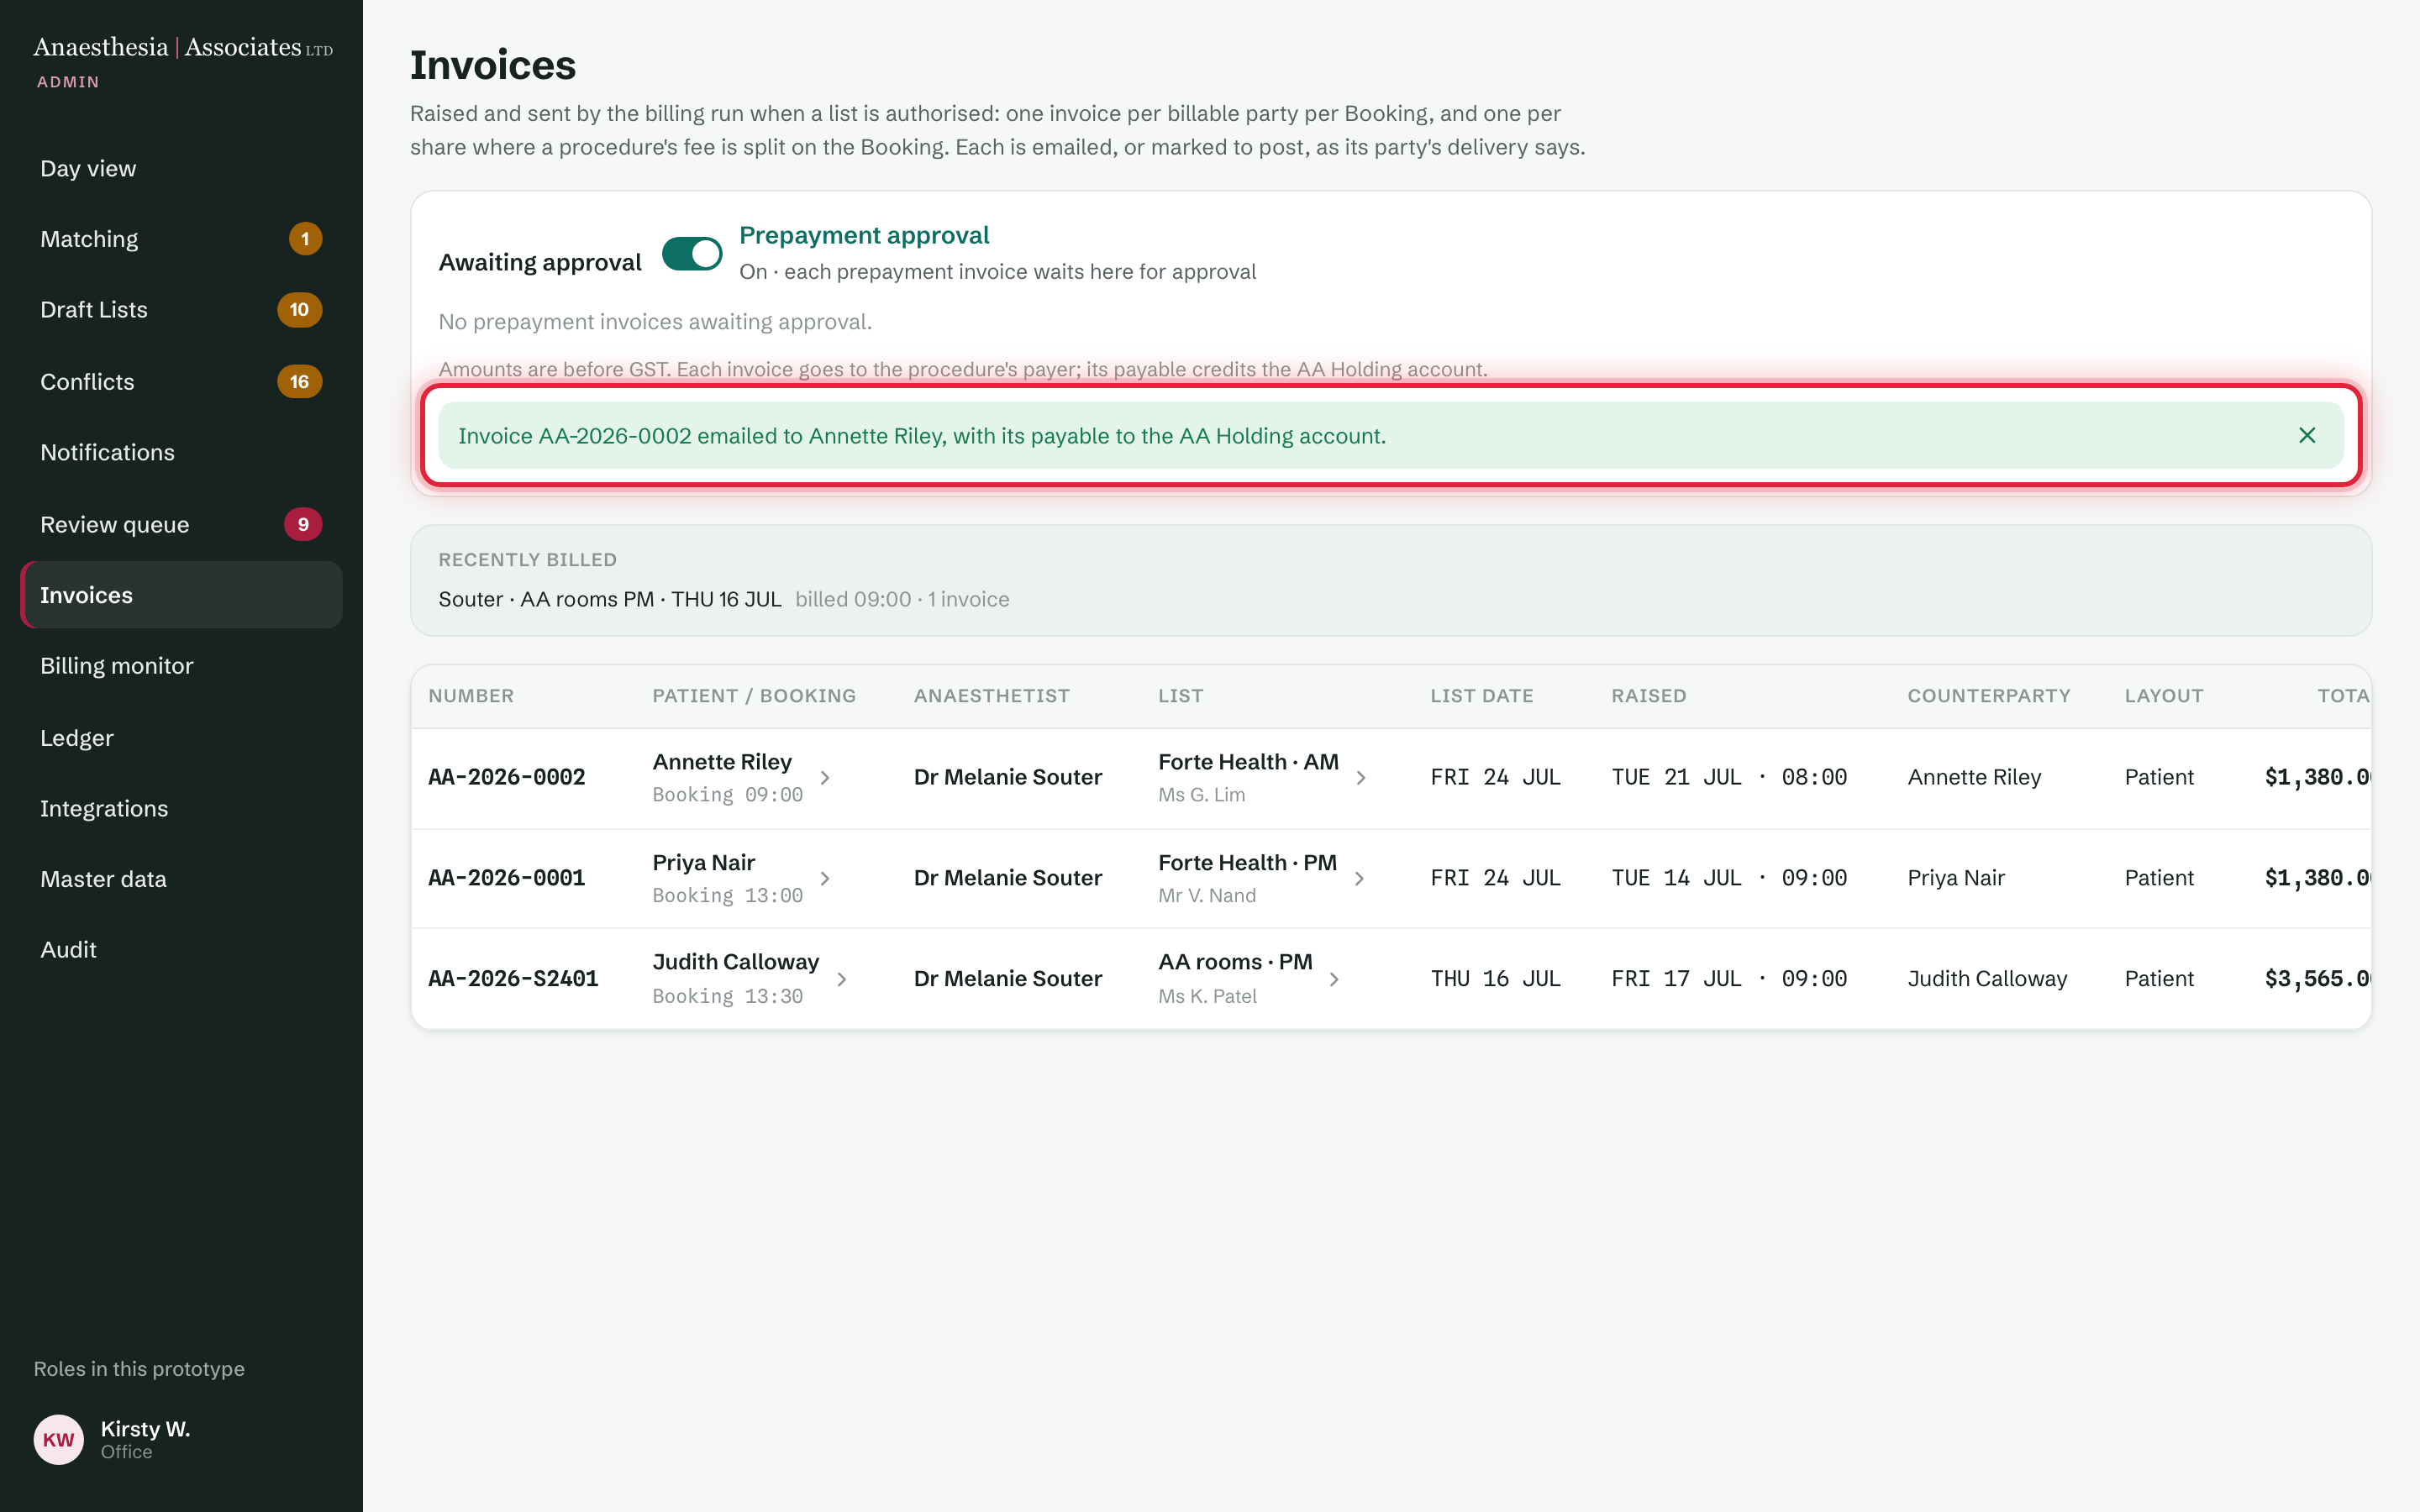 Anaesthesia | Associates LTD
ADMIN
Day view
Matching 1
Draft Lists 10
Conflicts 16
Notifications
Review queue 9
Invoices
Billing monitor
Ledger
Integrations
Master data
Audit
Roles in this prototype
KW
Kirsty W.
Office
Invoices
Raised and sent by the billing run when a list is authorised: one invoice per billable party per Booking, and one per
share where a procedure's fee is split on the Booking. Each is emailed, or marked to post, as its party's delivery says.
Awaiting approval
Prepayment approval
On · each prepayment invoice waits here for approval
No prepayment invoices awaiting approval.
Amounts are before GST. Each invoice goes to the procedure's payer; its payable credits the AA Holding account.
Invoice AA-2026-0002 emailed to Annette Riley, with its payable to the AA Holding account.
RECENTLY BILLED
Souter · AA rooms PM · THU 16 JUL billed 09:00 · 1 invoice
NUMBER PATIENT / BOOKING ANAESTHETIST LIST LIST DATE RAISED COUNTERPARTY LAYOUT TOTA
AA-2026-0002 Annette Riley Dr Melanie Souter Forte Health · AM FRI 24 JUL TUE 21 JUL · 08:00 Annette Riley Patient $1,380.0
Booking 09:00 Ms G. Lim
AA-2026-0001 Priya Nair Dr Melanie Souter Forte Health · PM FRI 24 JUL TUE 14 JUL · 09:00 Priya Nair Patient $1,380.0
Booking 13:00 Mr V. Nand
AA-2026-S2401 Judith Calloway Dr Melanie Souter AA rooms · PM THU 16 JUL FRI 17 JUL · 09:00 Judith Calloway Patient $3,565.0
Booking 13:30 Ms K. Patel